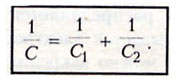 1/C = 1/C₁ + 1/C₂.